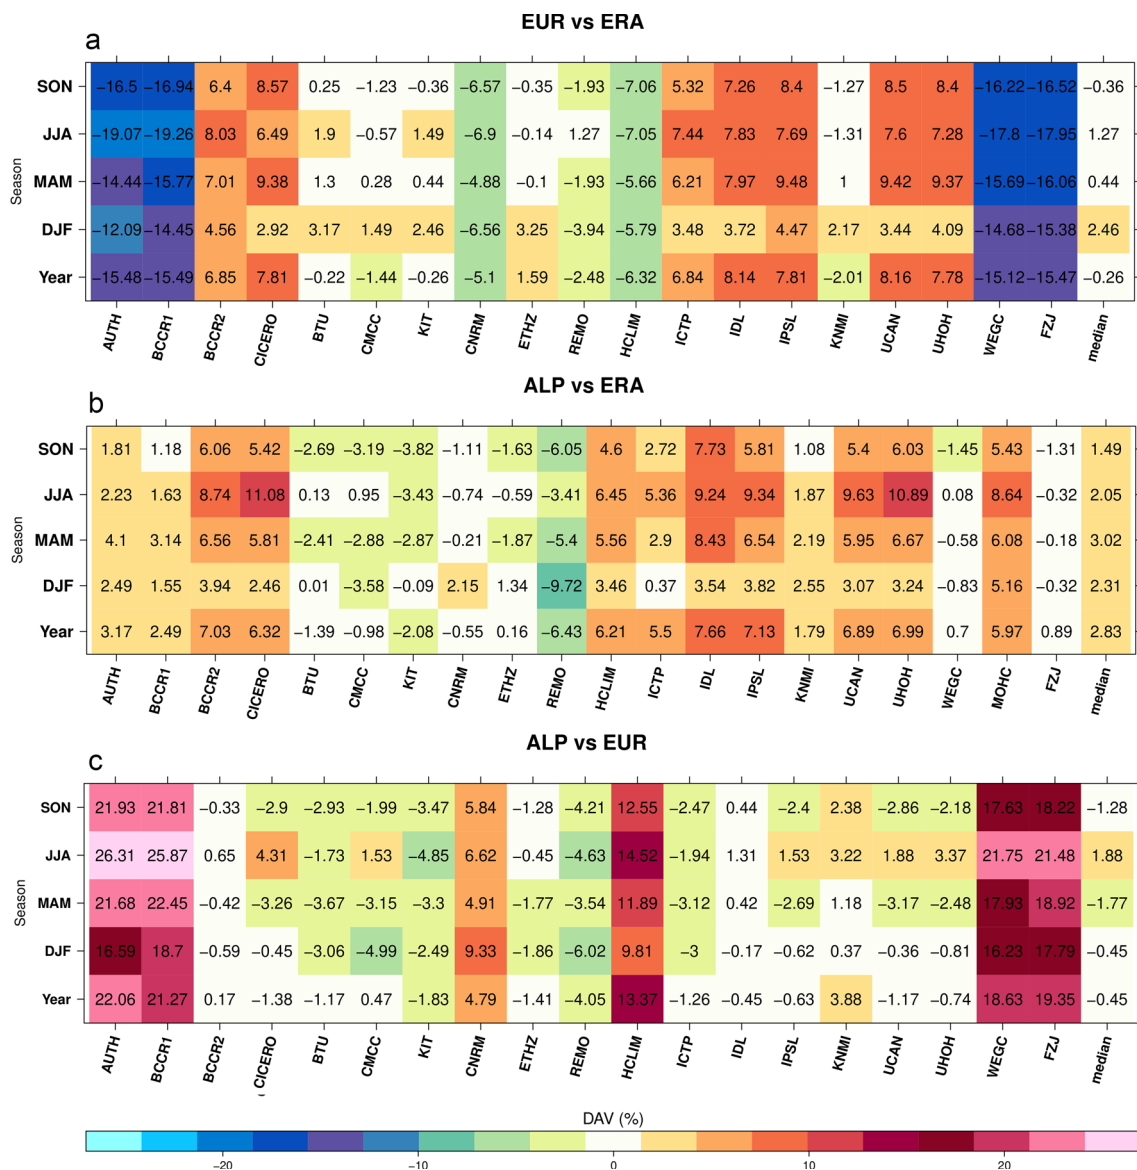 EUR vs ERA
a
SON −16.5 −16.94 6.4 8.57 0.25 −1.23 −0.36 −6.57 −0.35 −1.93 −7.06 5.32 7.26 8.4 −1.27 8.5 8.4 −16.22 −16.52 −0.36
JJA −19.07 −19.26 8.03 6.49 1.9 −0.57 1.49 −6.9 −0.14 1.27 −7.05 7.44 7.83 7.69 −1.31 7.6 7.28 −17.8 −17.95 1.27
MAM −14.44 −15.77 7.01 9.38 1.3 0.28 0.44 −4.88 −0.1 −1.93 −5.66 6.21 7.97 9.48 1 9.42 9.37 −15.69 −16.06 0.44
DJF −12.09 −14.45 4.56 2.92 3.17 1.49 2.46 −6.56 3.25 −3.94 −5.79 3.48 3.72 4.47 2.17 3.44 4.09 −14.68 −15.38 2.46
Year −15.48 −15.49 6.85 7.81 −0.22 −1.44 −0.26 −5.1 1.59 −2.48 −6.32 6.84 8.14 7.81 −2.01 8.16 7.78 −15.12 −15.47 −0.26
Season
AUTH BCCR1 BCCR2 CICERO BTU CMCC KIT CNRM ETHZ REMO HCLIM ICTP IDL IPSL KNMI UCAN UHOH WEGC FZJ median
ALP vs ERA
b
SON 1.81 1.18 6.06 5.42 −2.69 −3.19 −3.82 −1.11 −1.63 −6.05 4.6 2.72 7.73 5.81 1.08 5.4 6.03 −1.45 5.43 −1.31 1.49
JJA 2.23 1.63 8.74 11.08 0.13 0.95 −3.43 −0.74 −0.59 −3.41 6.45 5.36 9.24 9.34 1.87 9.63 10.89 0.08 8.64 −0.32 2.05
MAM 4.1 3.14 6.56 5.81 −2.41 −2.88 −2.87 −0.21 −1.87 −5.4 5.56 2.9 8.43 6.54 2.19 5.95 6.67 −0.58 6.08 −0.18 3.02
DJF 2.49 1.55 3.94 2.46 0.01 −3.58 −0.09 2.15 1.34 −9.72 3.46 0.37 3.54 3.82 2.55 3.07 3.24 −0.83 5.16 −0.32 2.31
Year 3.17 2.49 7.03 6.32 −1.39 −0.98 −2.08 −0.55 0.16 −6.43 6.21 5.5 7.66 7.13 1.79 6.89 6.99 0.7 5.97 0.89 2.83
Season
AUTH BCCR1 BCCR2 CICERO BTU CMCC KIT CNRM ETHZ REMO HCLIM ICTP IDL IPSL KNMI UCAN UHOH WEGC MOHC FZJ median
ALP vs EUR
c
SON 21.93 21.81 −0.33 −2.9 −2.93 −1.99 −3.47 5.84 −1.28 −4.21 12.55 −2.47 0.44 −2.4 2.38 −2.86 −2.18 17.63 18.22 −1.28
JJA 26.31 25.87 0.65 4.31 −1.73 1.53 −4.85 6.62 −0.45 −4.63 14.52 −1.94 1.31 1.53 3.22 1.88 3.37 21.75 21.48 1.88
MAM 21.68 22.45 −0.42 −3.26 −3.67 −3.15 −3.3 4.91 −1.77 −3.54 11.89 −3.12 0.42 −2.69 1.18 −3.17 −2.48 17.93 18.92 −1.77
DJF 16.59 18.7 −0.59 −0.45 −3.06 −4.99 −2.49 9.33 −1.86 −6.02 9.81 −3 −0.17 −0.62 0.37 −0.36 −0.81 16.23 17.79 −0.45
Year 22.06 21.27 0.17 −1.38 −1.17 0.47 −1.83 4.79 −1.41 −4.05 13.37 −1.26 −0.45 −0.63 3.88 −1.17 −0.74 18.63 19.35 −0.45
Season
AUTH BCCR1 BCCR2 CICERO BTU CMCC KIT CNRM ETHZ REMO HCLIM ICTP IDL IPSL KNMI UCAN UHOH WEGC FZJ median
DAV (%)
−20 −10 0 10 20